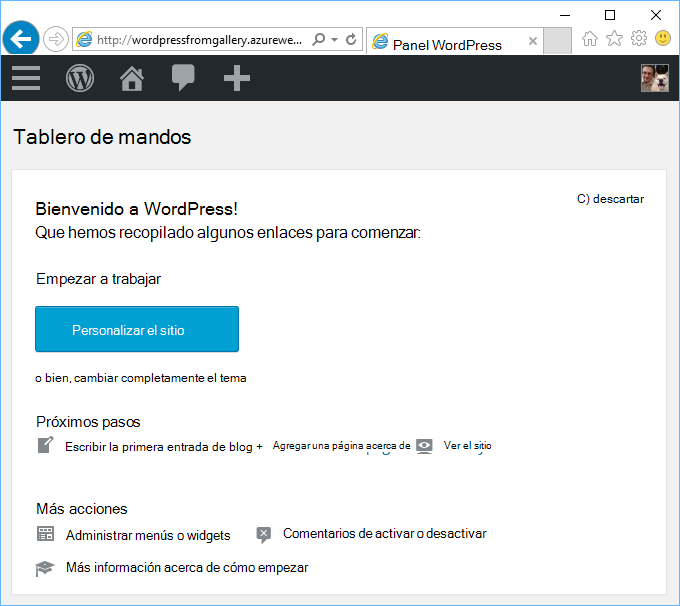 http://wordpressfromgallery.azurewe...
Panel WordPress
Tablero de mandos
C) descartar
Bienvenido a WordPress!
Que hemos recopilado algunos enlaces para comenzar:
Empezar a trabajar
Personalizar el sitio
o bien, cambiar completamente el tema
Próximos pasos
Escribir la primera entrada de blog + Agregar una página acerca de Ver el sitio
Más acciones
Administrar menús o widgets Comentarios de activar o desactivar
Más información acerca de cómo empezar